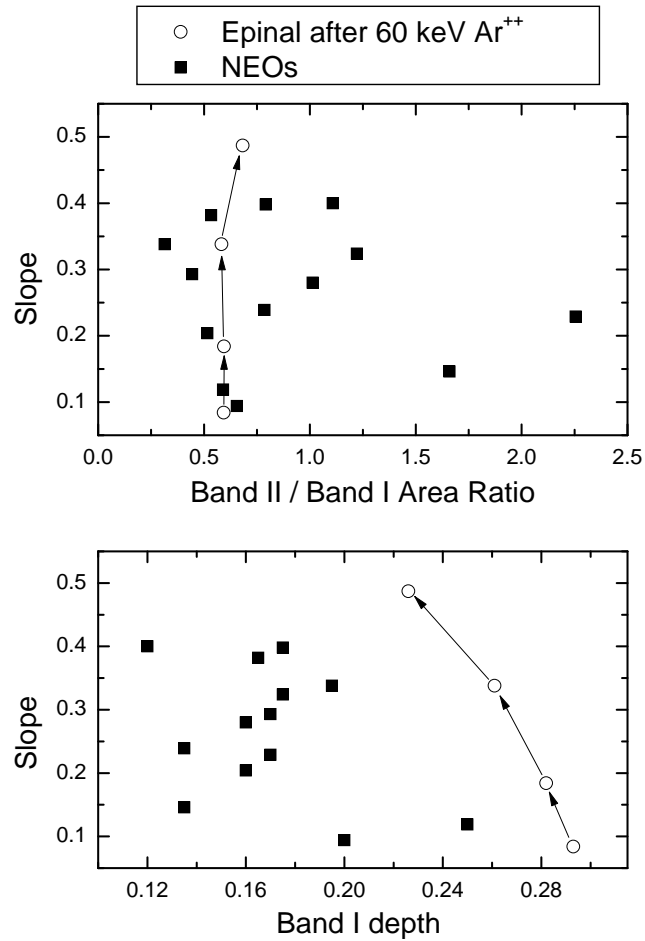 Epinal after 60 keV Ar++
NEOs
0.5
0.4
0.3
0.2
0.1
Slope
0.0 0.5 1.0 1.5 2.0 2.5
Band II / Band I Area Ratio
0.5
0.4
0.3
0.2
0.1
Slope
0.12 0.16 0.20 0.24 0.28
Band I depth